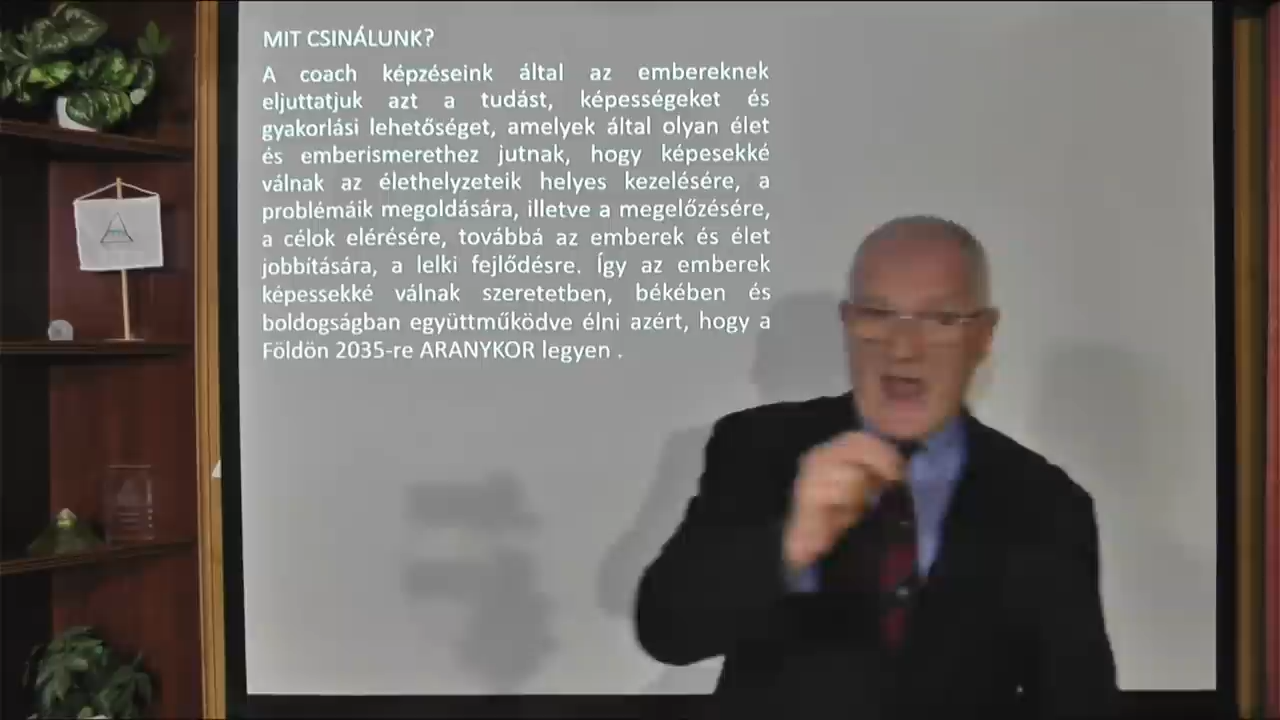 MIT CSINÁLUNK?
A coach képzéseink által az embereknek
eljuttatjuk azt a tudást, képességeket és
gyakorlási lehetőséget, amelyek által olyan élet
és emberismerethez jutnak, hogy képesekké
válnak az élethelyzeteik helyes kezelésére, a
problémáik megoldására, illetve a megelőzésére,
a célok elérésére, továbbá az emberek és élet
jobbítására, a lelki fejlődésre. Így az emberek
képessekké válnak szeretetben, békében és
boldogságban együttműködve élni azért, hogy a
Földön 2035-re ARANYKOR legyen .